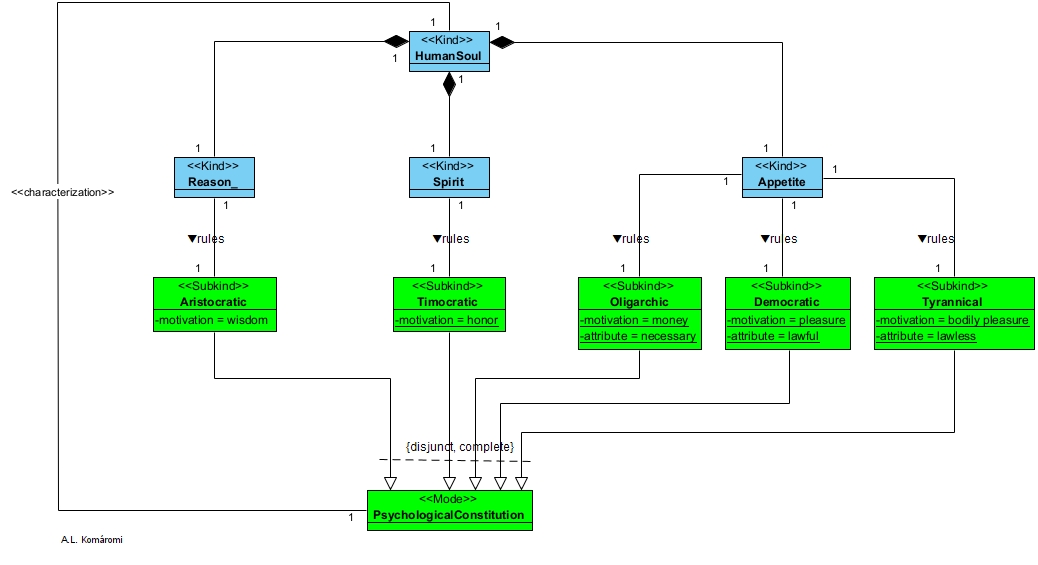 1
1
<<Kind>>
HumanSoul
1
1
1
1
1
<<Kind>>
Reason_
<<Kind>>
Spirit
<<Kind>>
Appetite
1
1
<<characterization>>
1
1
1
▼rules
▼rules
▼rules
▼rules
▼rules
1
1
1
1
1
<<Subkind>>
Aristocratic
-motivation = wisdom
<<Subkind>>
Timocratic
-motivation = honor
<<Subkind>>
Oligarchic
-motivation = money
-attribute = necessary
<<Subkind>>
Democratic
-motivation = pleasure
-attribute = lawful
<<Subkind>>
Tyrannical
-motivation = bodily pleasure
-attribute = lawless
{disjunct, complete}
<<Mode>>
PsychologicalConstitution
1
A.L. Komáromi